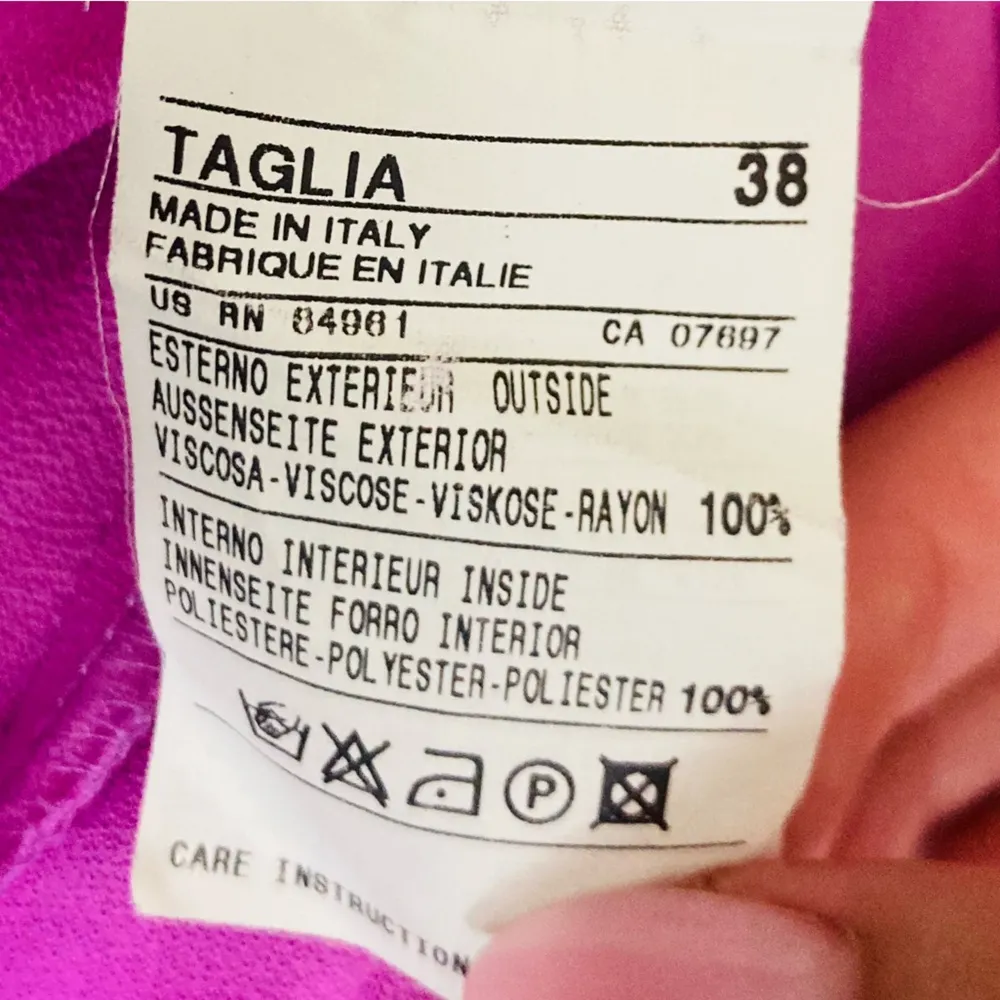 TAGLIA 38
MADE IN ITALY
FABRIQUE EN ITALIE
US RN 84981 CA 07697
ESTERNO EXTERIEUR OUTSIDE
AUSSENSEITE EXTERIOR
VISCOSA-VISCOSE-VISKOSE-RAYON 100%
INTERNO INTERIEUR INSIDE
INNENSEITE FORRO INTERIOR
POLIESTERE-POLYESTER-POLIESTER 100%
P
CARE INSTRUCTION